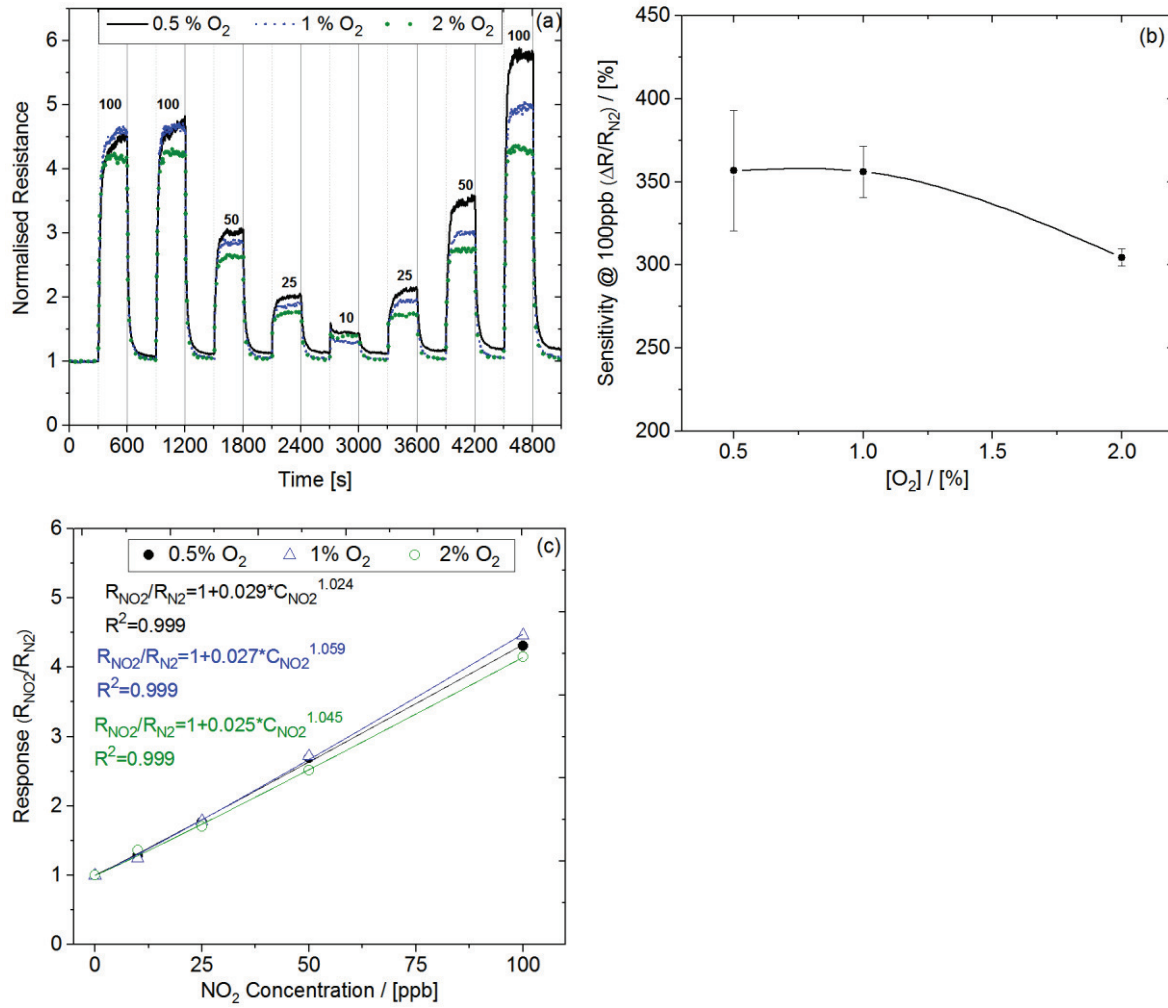 0.5 % O2 1 % O2 2 % O2 (a)
6
5
4
3
2
1
0
Normalised Resistance
100 100 50 25 10 25 50 100
0 600 1200 1800 2400 3000 3600 4200 4800
Time [s]
(b)
450
400
350
300
250
200
Sensitivity @ 100ppb (ΔR/RN2) / [%]
0.5 1.0 1.5 2.0
[O2] / [%]
0.5% O2 1% O2 2% O2 (c)
6
5
4
3
2
1
0
Response (RNO2/RN2)
RNO2/RN2=1+0.029*CNO2^1.024
R^2=0.999
RNO2/RN2=1+0.027*CNO2^1.059
R^2=0.999
RNO2/RN2=1+0.025*CNO2^1.045
R^2=0.999
0 25 50 75 100
NO2 Concentration / [ppb]